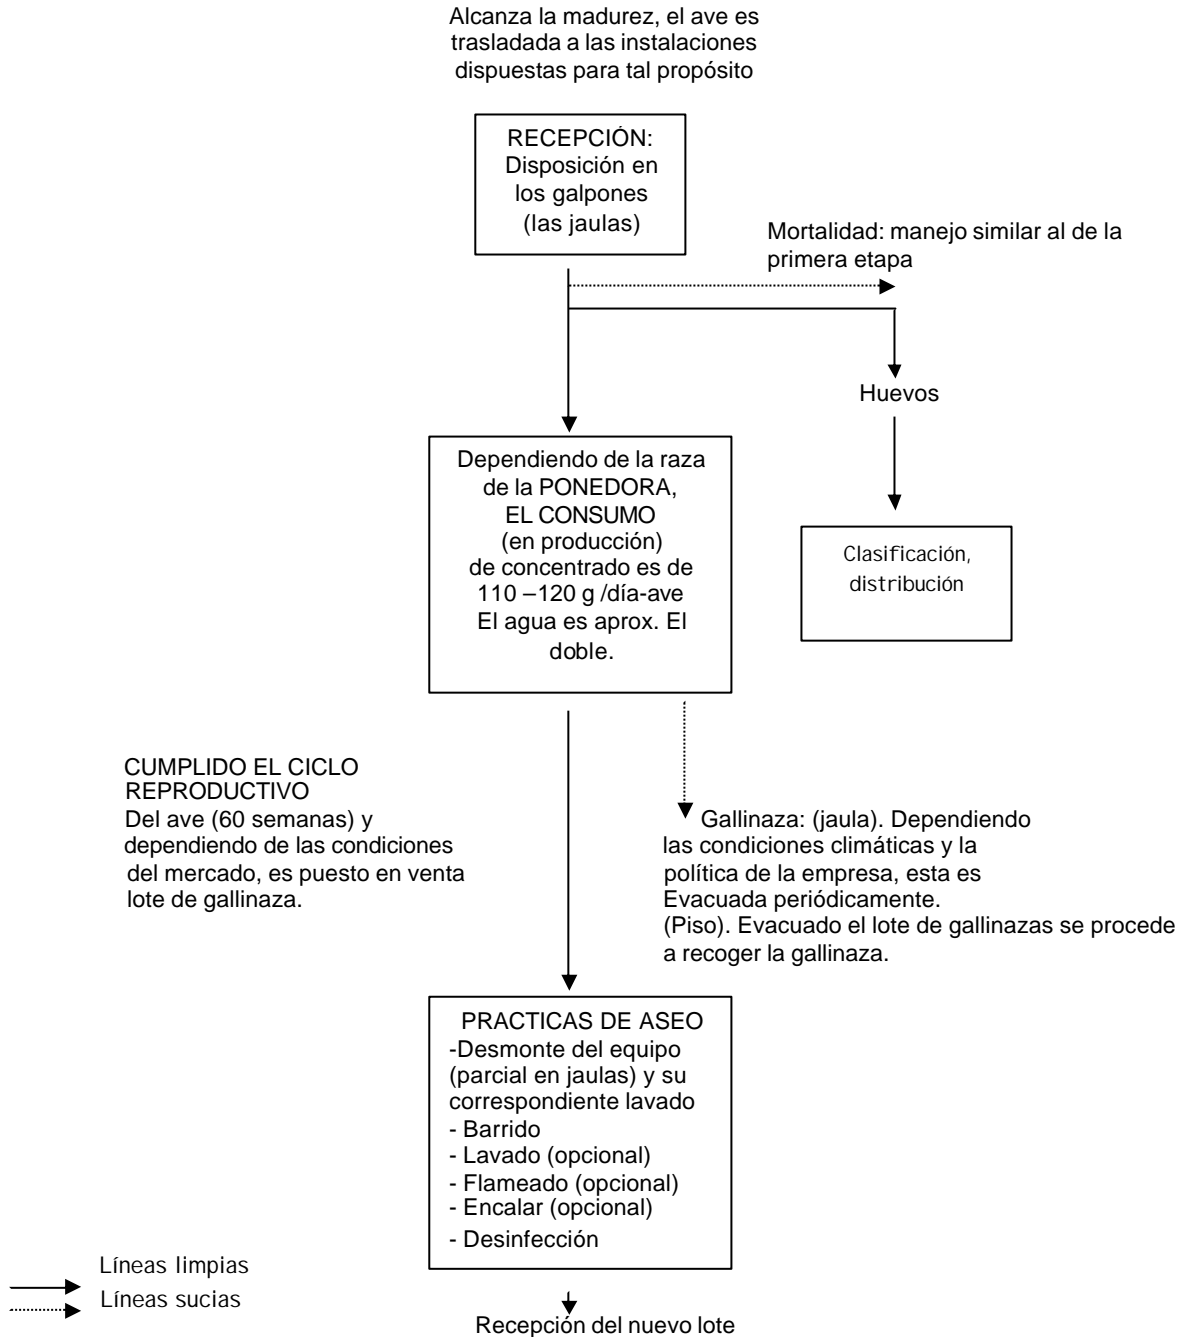 Alcanza la madurez, el ave es
trasladada a las instalaciones
dispuestas para tal propósito
RECEPCIÓN:
Disposición en
los galpones
(las jaulas)
Mortalidad: manejo similar al de la
primera etapa
Huevos
Dependiendo de la raza
de la PONEDORA,
EL CONSUMO
(en producción)
de concentrado es de
110 –120 g /día-ave
El agua es aprox. El
doble.
Clasificación,
distribución
CUMPLIDO EL CICLO
REPRODUCTIVO
Del ave (60 semanas) y
dependiendo de las condiciones
del mercado, es puesto en venta
lote de gallinaza.
Gallinaza: (jaula). Dependiendo
las condiciones climáticas y la
política de la empresa, esta es
Evacuada periódicamente.
(Piso). Evacuado el lote de gallinazas se procede
a recoger la gallinaza.
PRACTICAS DE ASEO
-Desmonte del equipo
(parcial en jaulas) y su
correspondiente lavado
- Barrido
- Lavado (opcional)
- Flameado (opcional)
- Encalar (opcional)
- Desinfección
Líneas limpias
Líneas sucias
Recepción del nuevo lote